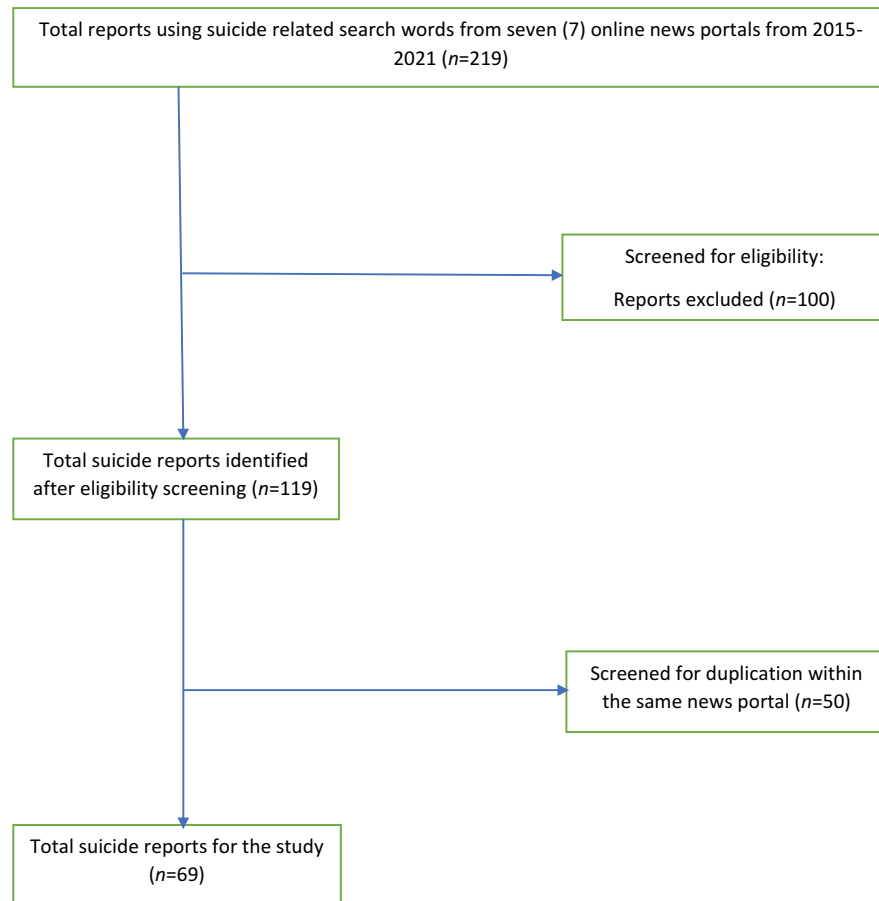 Total reports using suicide related search words from seven (7) online news portals from 2015-
2021 (n=219)
Screened for eligibility:
Reports excluded (n=100)
Total suicide reports identified
after eligibility screening (n=119)
Screened for duplication within
the same news portal (n=50)
Total suicide reports for the study
(n=69)